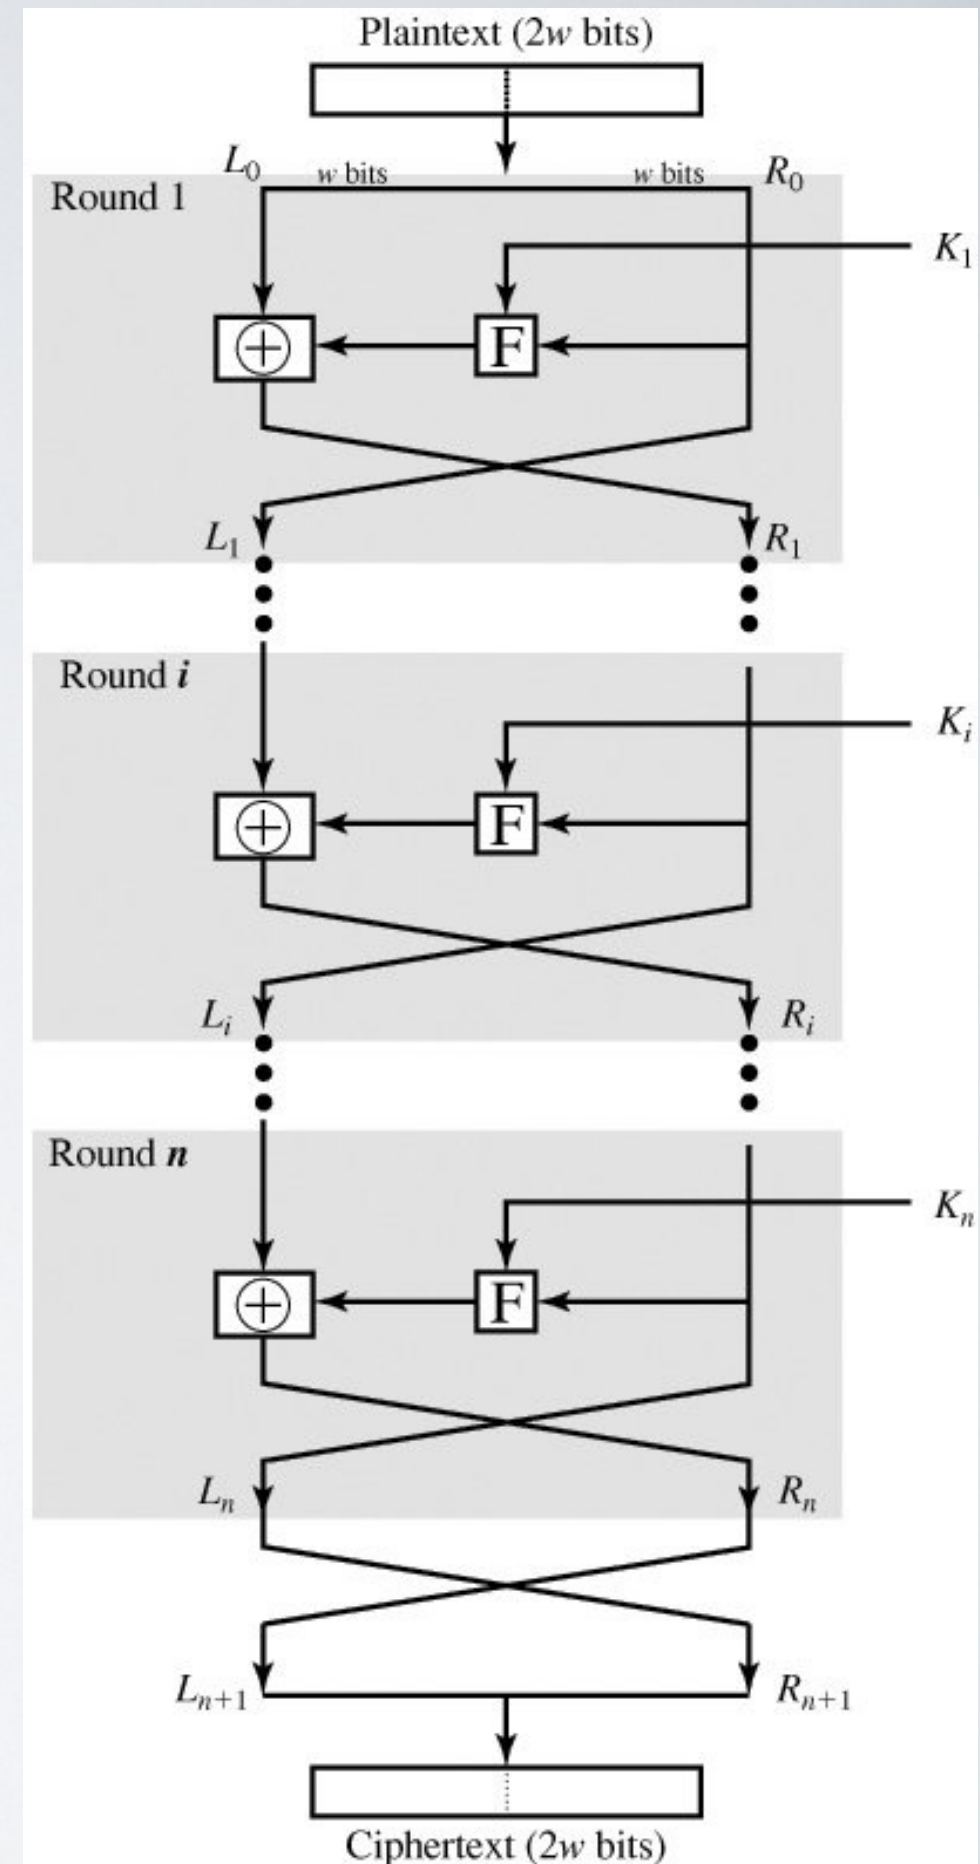 Plaintext (2w bits)
L₀ w bits w bits R₀
Round 1
K₁
⊕ F
L₁ R₁
Round i
Kᵢ
⊕ F
Lᵢ Rᵢ
Round n
Kₙ
⊕ F
Lₙ Rₙ
Lₙ₊₁ Rₙ₊₁
Ciphertext (2w bits)